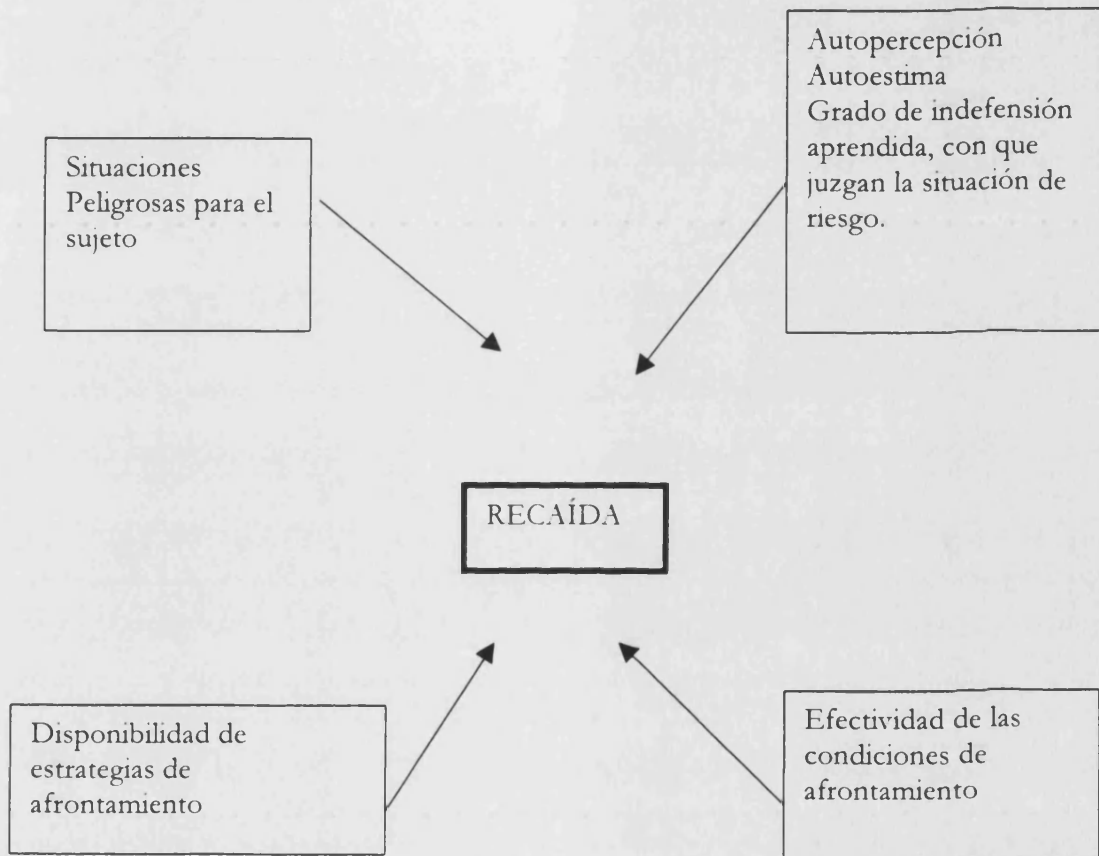 Autopercepción
Autoestima
Grado de indefensión
aprendida, con que
juzgan la situación de
riesgo.
Situaciones
Peligrosas para el
sujeto
RECAÍDA
Disponibilidad de
estrategias de
afrontamiento
Efectividad de las
condiciones de
afrontamiento